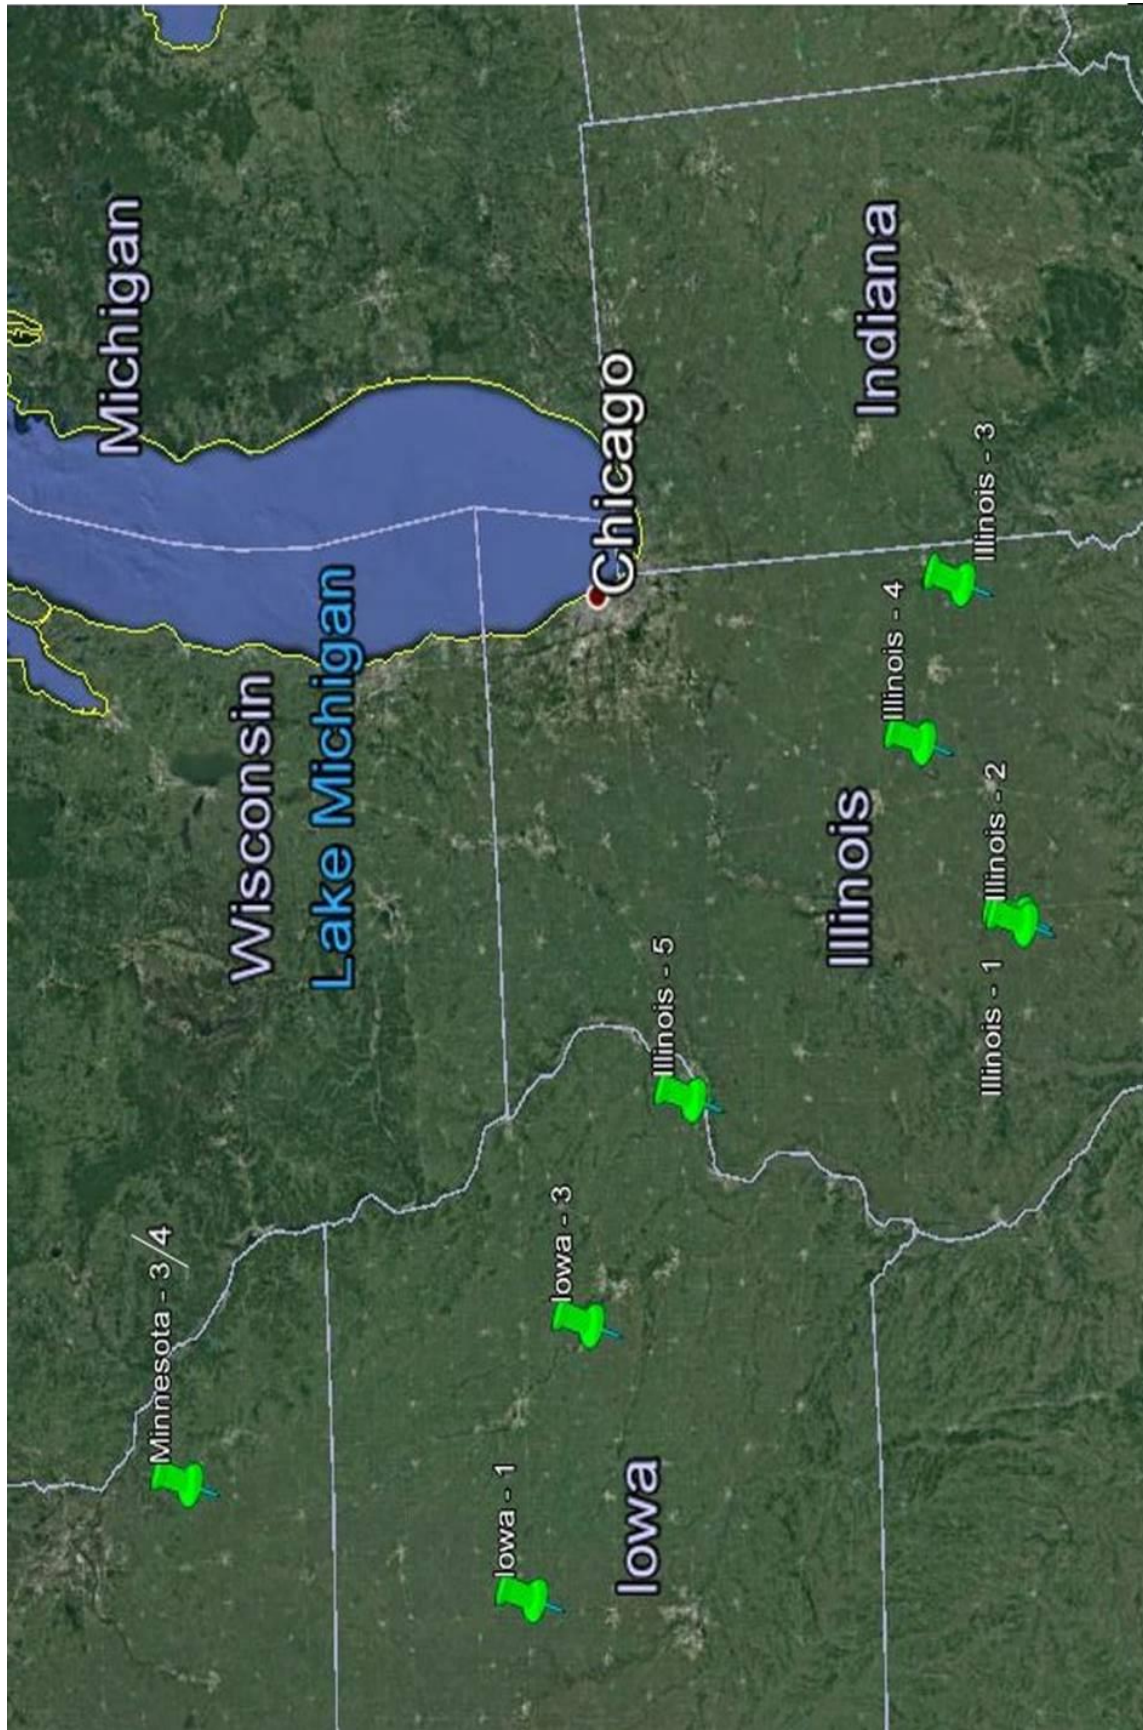 Minnesota - 3/4
Wisconsin
Michigan
Lake Michigan
Iowa - 1
Iowa - 3
Chicago
Iowa
Illinois - 5
Illinois
Illinois - 4
Indiana
Illinois - 1
Illinois - 2
Illinois - 3